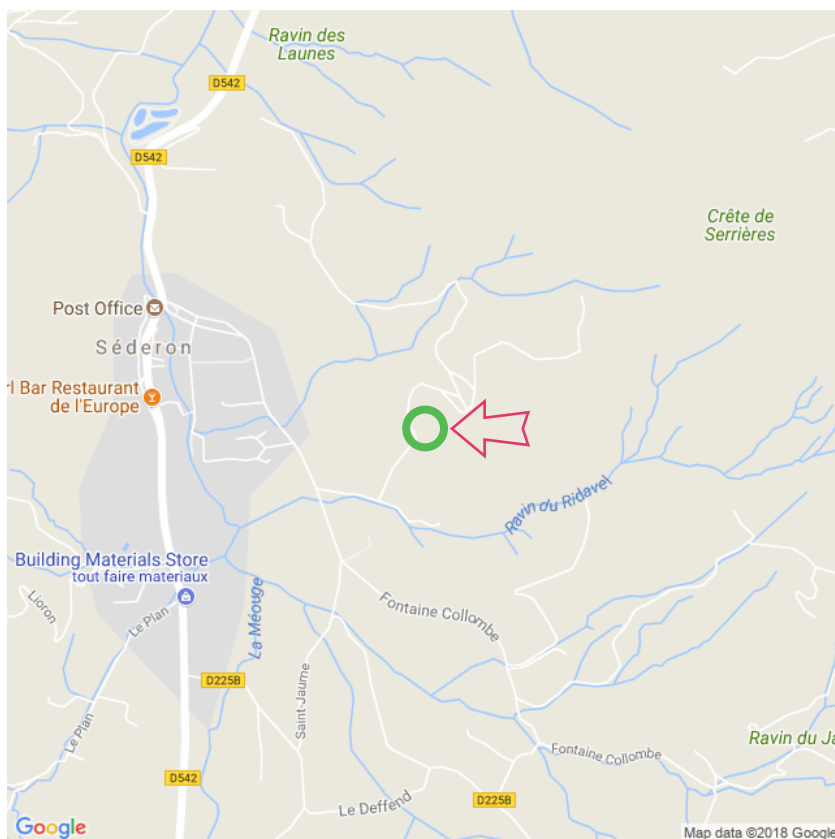 Ravin des
Launes
D542
D542
Crête de
Serrières
Post Office
Séderon
rl Bar Restaurant
de l'Europe
Ravin du Ridavel
Building Materials Store
tout faire materiaux
Lioron
Le Plan
La Méouge
Fontaine Collombe
D225B
Saint-Jaume
Le Plan
Ravin du Ja
Fontaine Collombe
D542
Le Deffend
D225B
Google
Map data ©2018 Google